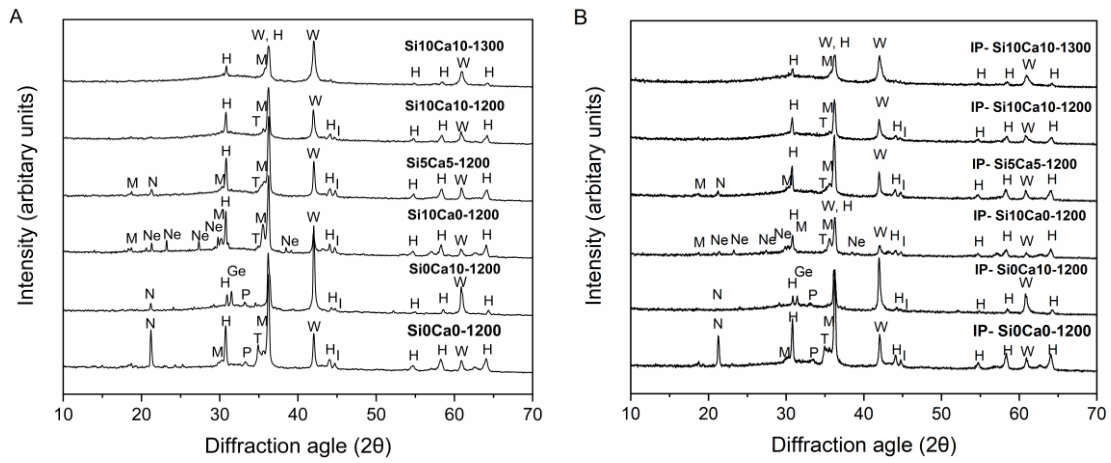 A
W, H
W
Si10Ca10-1300
H
M
H
H
W
H
H
M
T
W
Si10Ca10-1200
H
I
H
H
W
H
M
N
M
H
T
M
W
Si5Ca5-1200
H
I
H
H
W
H
M
Ne
Ne
Ne
Ne
M
H
T
M
Ne
W
Si10Ca0-1200
H
I
H
H
W
H
N
H
Ge
P
W
Si0Ca10-1200
H
I
H
H
W
H
N
M
H
P
T
M
W
Si0Ca0-1200
H
I
H
H
W
H
Intensity (arbitary units)
10 20 30 40 50 60 70
Diffraction agle (2θ)
B
W, H
W
IP- Si10Ca10-1300
H
M
H
H
W
H
H
M
T
W
IP- Si10Ca10-1200
H
I
H
H
W
H
M
N
M
H
T
M
W
IP- Si5Ca5-1200
H
I
H
H
W
H
W, H
M
Ne
Ne
Ne
Ne
H
M
T
M
Ne
W
IP- Si10Ca0-1200
H
I
H
H
W
H
N
H
Ge
P
W
IP- Si0Ca10-1200
H
I
H
H
W
H
N
M
H
P
T
M
W
IP- Si0Ca0-1200
H
I
H
H
W
H
Intensity (arbitary units)
10 20 30 40 50 60 70
Diffraction agle (2θ)